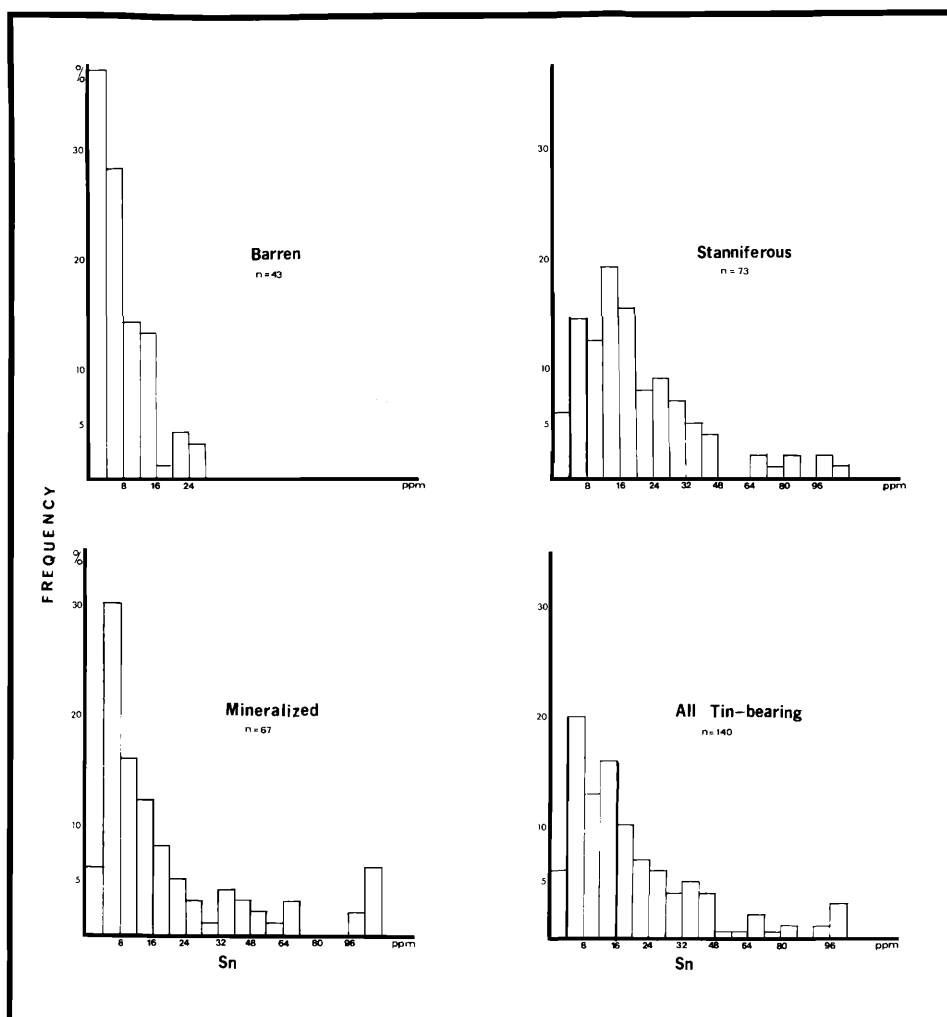 %
30
20
10
5
Barren
n = 43
8 16 24 ppm
30
20
10
5
Stanniferous
n = 73
8 16 24 32 48 64 80 96 ppm
FREQUENCY
%
30
20
10
5
Mineralized
n = 67
8 16 24 32 48 64 80 96 ppm
Sn
30
20
10
5
All Tin-bearing
n = 140
8 16 24 32 48 64 80 96 ppm
Sn